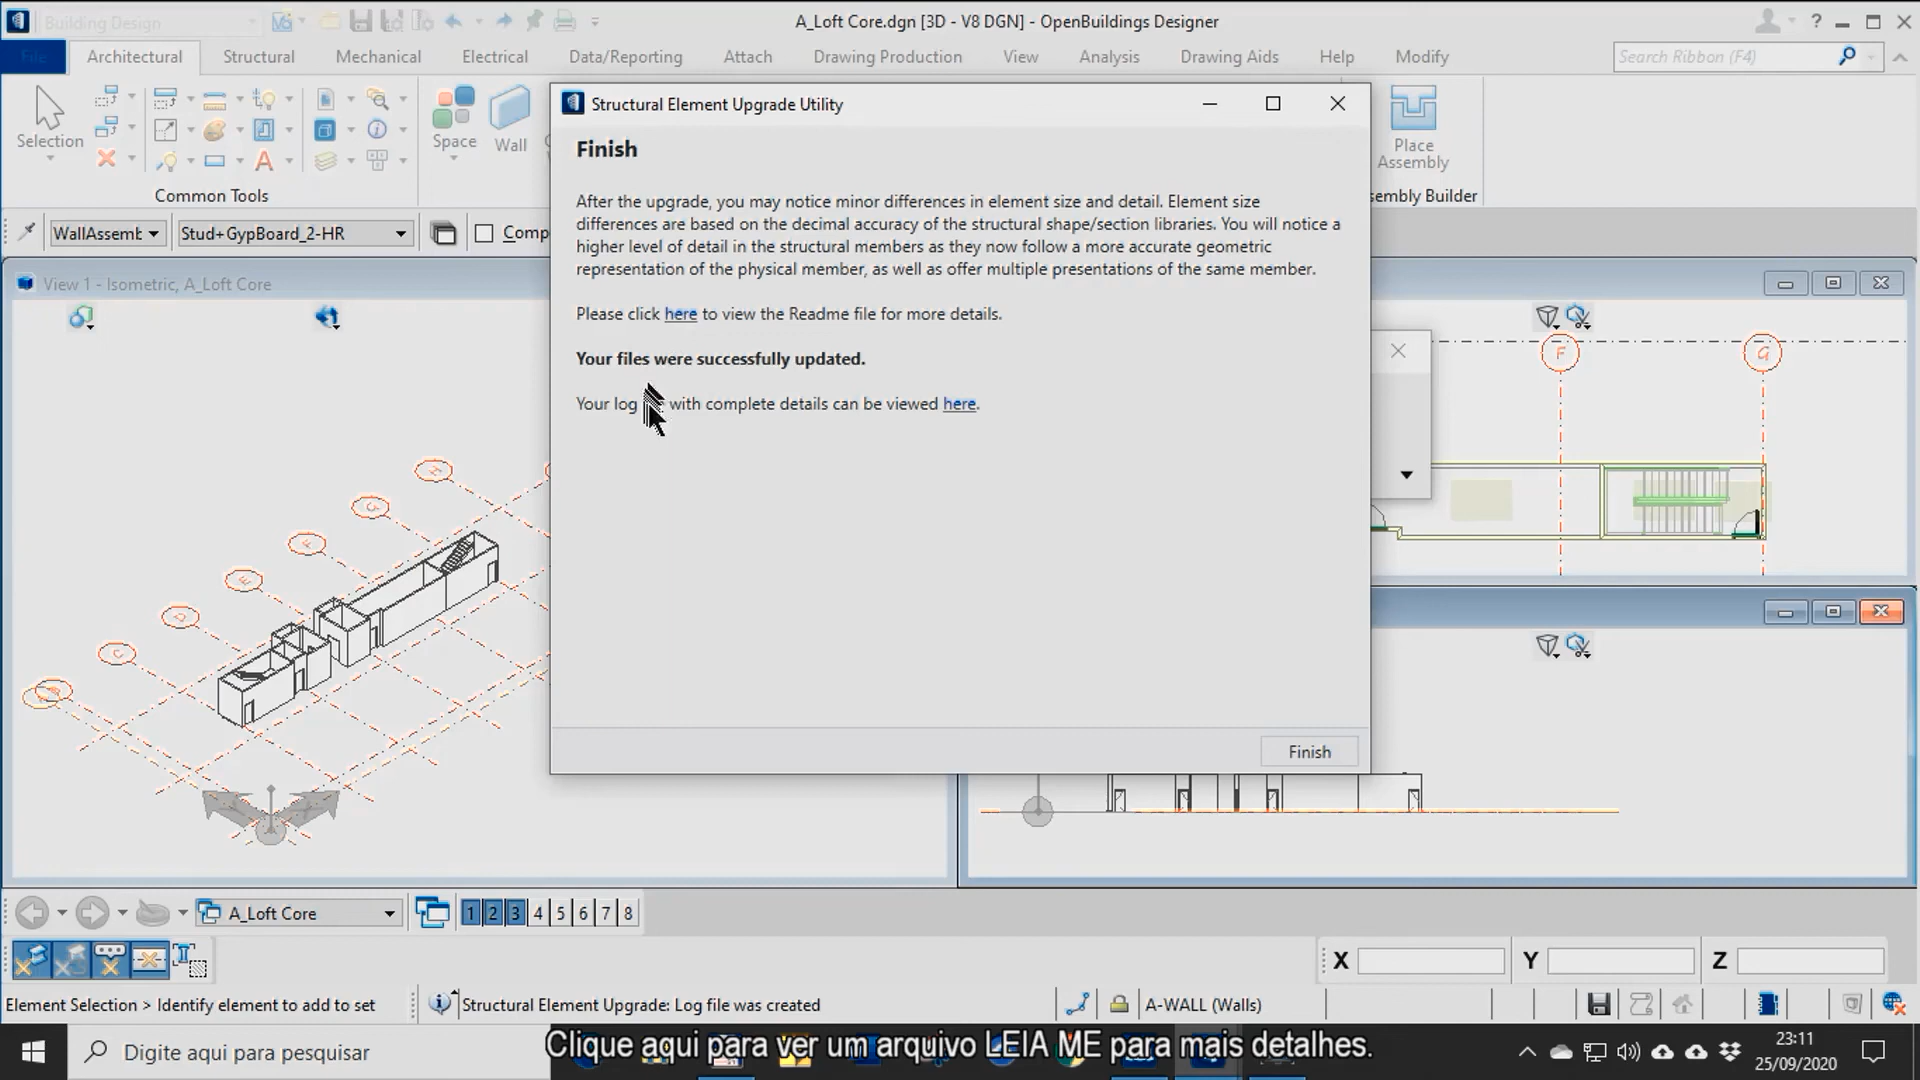 Building Design
A_Loft Core.dgn [3D - V8 DGN] - OpenBuildings Designer
File
Architectural
Structural
Mechanical
Electrical
Data/Reporting
Attach
Drawing Production
View
Analysis
Drawing Aids
Help
Modify
Search Ribbon (F4)
Selection
Common Tools
Space
Wall
Place
Assembly
Assembly Builder
WallAssemb
Stud+GypBoard_2-HR
Comp
View 1 - Isometric, A_Loft Core
Structural Element Upgrade Utility
Finish
After the upgrade, you may notice minor differences in element size and detail. Element size
differences are based on the decimal accuracy of the structural shape/section libraries. You will notice a
higher level of detail in the structural members as they now follow a more accurate geometric
representation of the physical member, as well as offer multiple presentations of the same member.
Please click here to view the Readme file for more details.
Your files were successfully updated.
Your log with complete details can be viewed here.
Finish
F
G
H
G
F
E
D
C
A_Loft Core
1 2 3 4 5 6 7 8
X
Y
Z
Element Selection > Identify element to add to set
Structural Element Upgrade: Log file was created
A-WALL (Walls)
Digite aqui para pesquisar
Clique aqui para ver um arquivo LEIA ME para mais detalhes.
23:11
25/09/2020